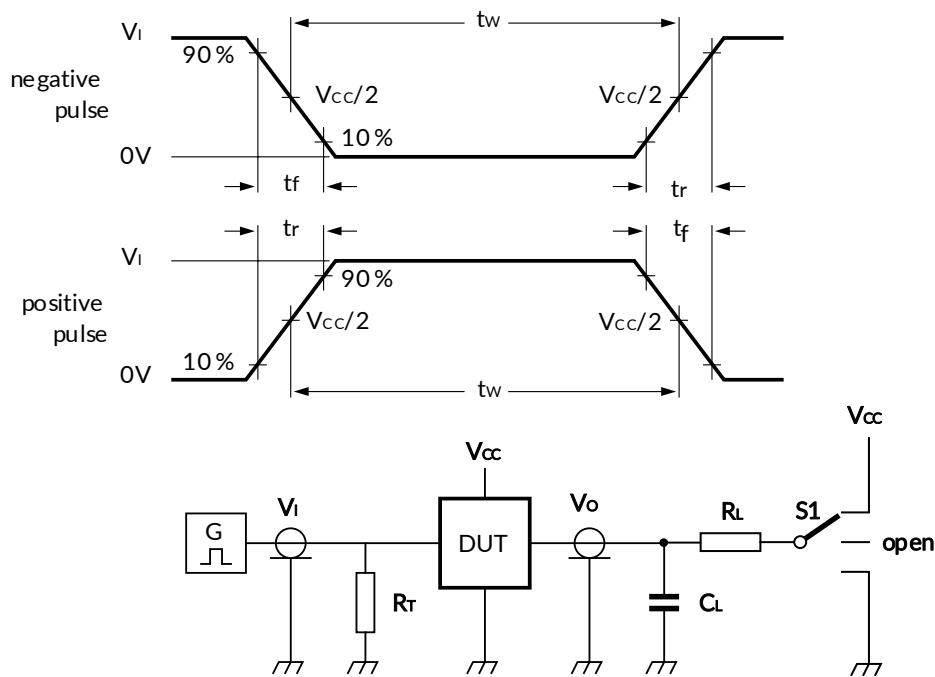 tw
VI
90 %
negative
pulse
VCC/2
VCC/2
10 %
0V
tf
tr
tr
tf
VI
90 %
positive
pulse
VCC/2
VCC/2
10 %
0V
tw
VCC
VCC
VI
VO
RL
S1
G
DUT
open
RT
CL